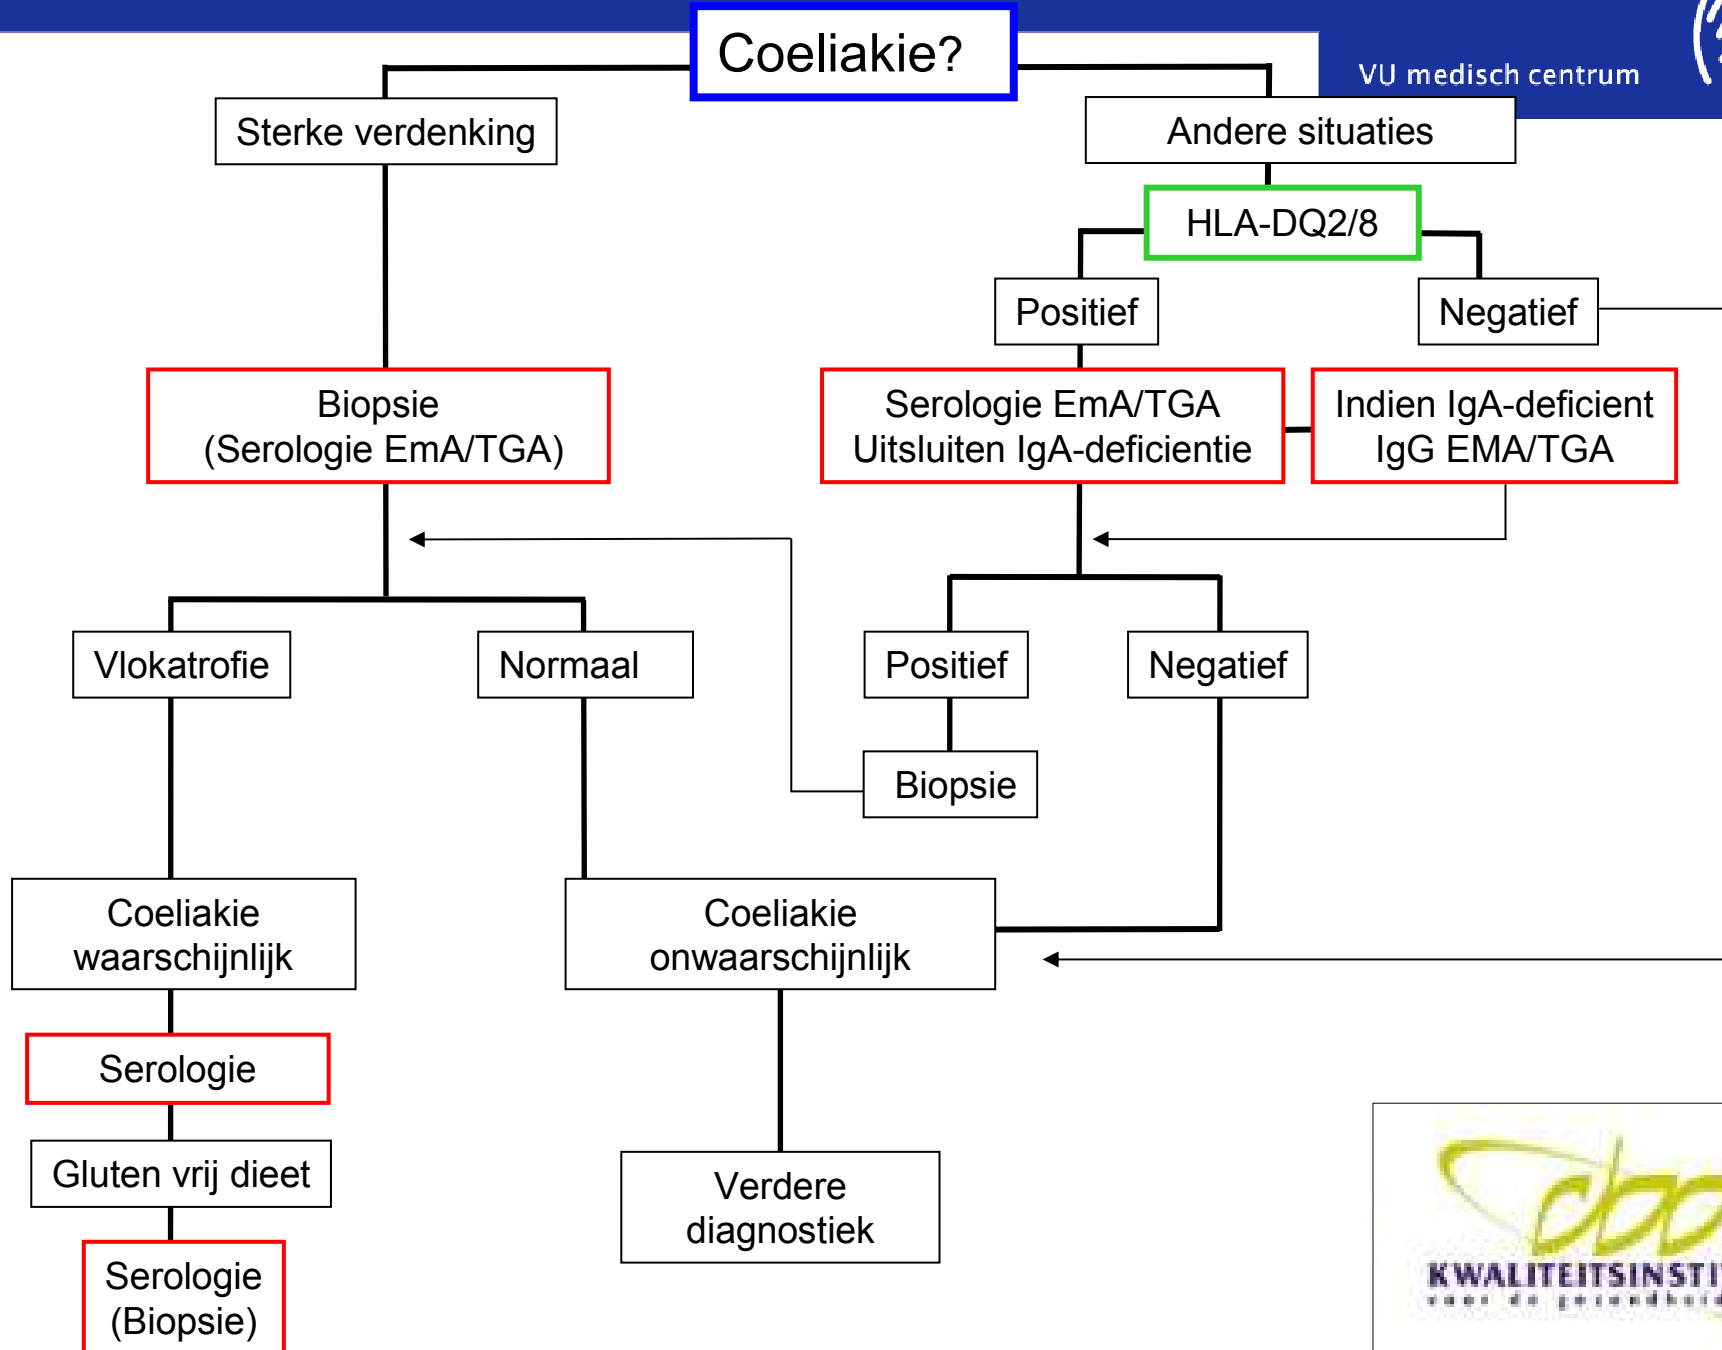 Coeliakie?
VU medisch centrum
Sterke verdenking
Andere situaties
HLA-DQ2/8
Positief
Negatief
Biopsie
(Serologie EmA/TGA)
Serologie EmA/TGA
Uitsluiten IgA-deficientie
Indien IgA-deficient
IgG EMA/TGA
Vlokatrofie
Normaal
Positief
Negatief
Biopsie
Coeliakie
waarschijnlijk
Coeliakie
onwaarschijnlijk
Serologie
Gluten vrij dieet
Verdere
diagnostiek
Serologie
(Biopsie)
cbo
KWALITEITSINSTI